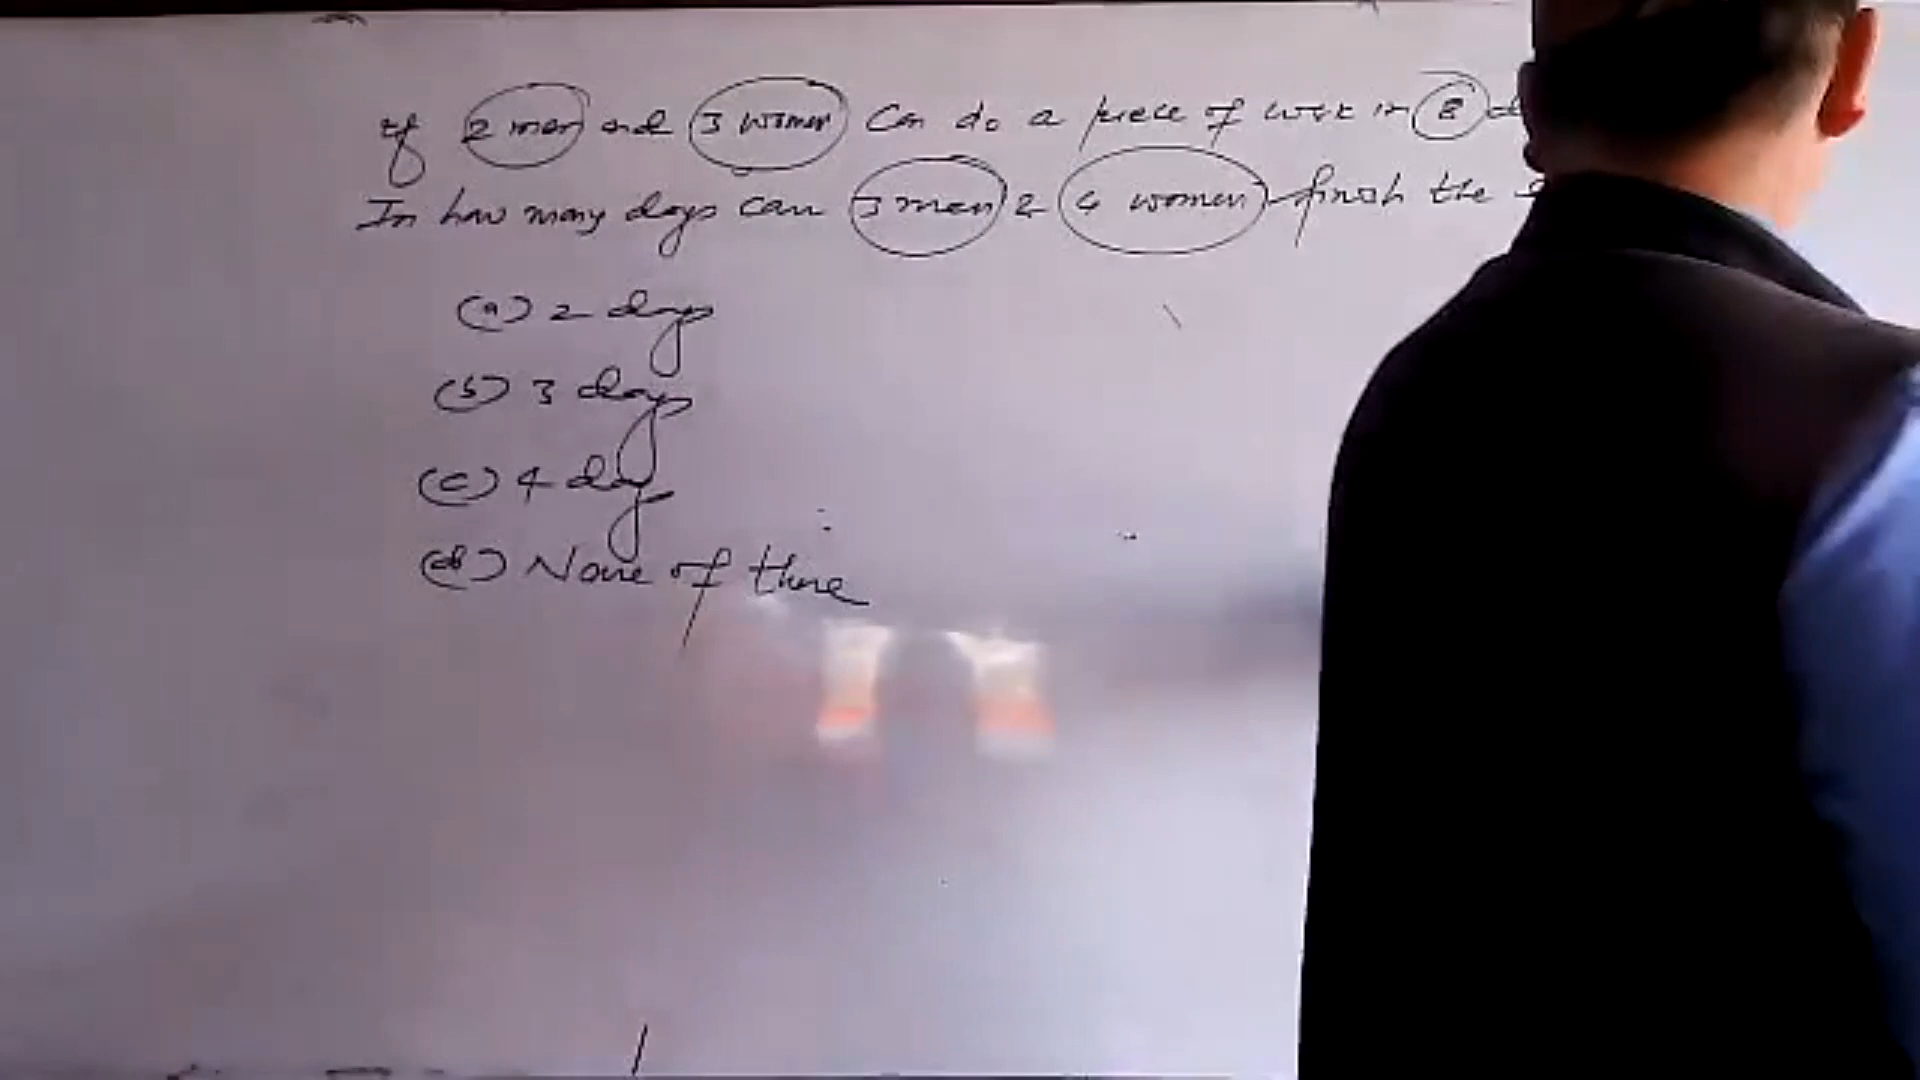 If 2 men and 3 women Can do a piece of work in 8
In how many days can 3 men & 4 women finish the
(a) 2 days
(b) 3 days
(c) 4 day
(d) None of these